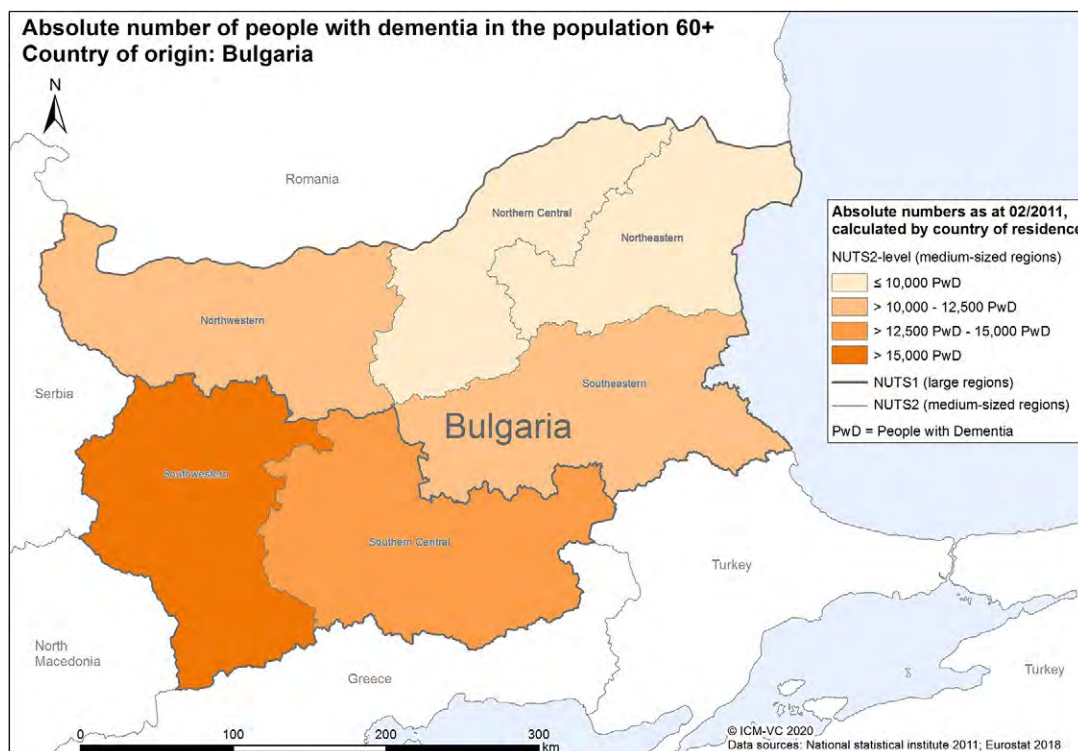 Absolute number of people with dementia in the population 60+
Country of origin: Bulgaria
N
Romania
Northern Central
Northeastern
Northwestern
Serbia
Southeastern
Bulgaria
Southwestern
Southern Central
Turkey
North
Macedonia
Greece
Turkey
Absolute numbers as at 02/2011,
calculated by country of residence
NUTS2-level (medium-sized regions)
≤ 10,000 PwD
> 10,000 - 12,500 PwD
> 12,500 PwD - 15,000 PwD
> 15,000 PwD
NUTS1 (large regions)
NUTS2 (medium-sized regions)
PwD = People with Dementia
0 100 200 300
km
© ICM-VC 2020
Data sources: National statistical institute 2011; Eurostat 2018